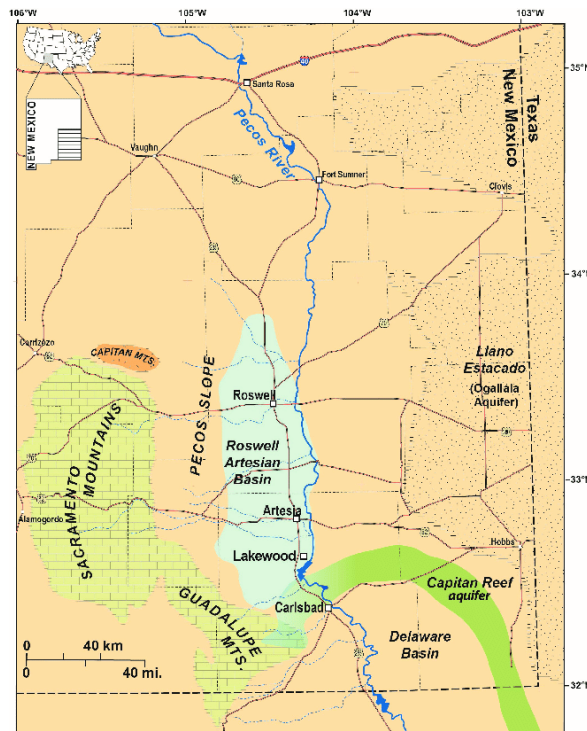 106°W
105°W
104°W
103°W
NEW MEXICO
40
Santa Rosa
35°N
Texas
New Mexico
Pecos River
Vaughn
Fort Sumner
Clovis
34°N
Carrizozo
CAPITAN MTS.
PECOS SLOPE
Llano
Estacado
(Ogallala
Aquifer)
Roswell
SACRAMENTO
MOUNTAINS
Roswell
Artesian
Basin
33°N
Artesia
Alamogordo
Lakewood
Hobbs
Capitan Reef
aquifer
GUADALUPE
MTS.
Carlsbad
Delaware
Basin
0 40 km
0 40 mi.
32°N